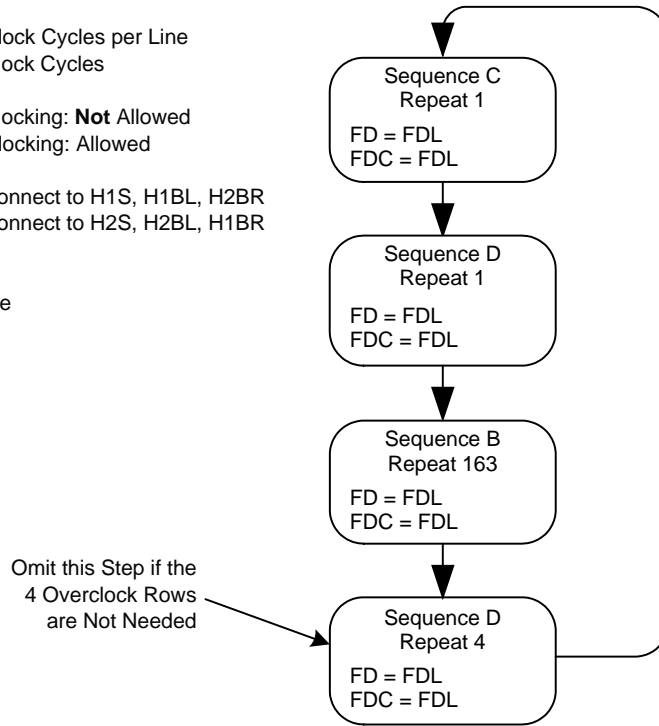 lock Cycles per Line
ock Cycles
ocking: Not Allowed
locking: Allowed
onnect to H1S, H1BL, H2BR
onnect to H2S, H2BL, H1BR
e
Sequence C
Repeat 1
FD = FDL
FDC = FDL
Sequence D
Repeat 1
FD = FDL
FDC = FDL
Sequence B
Repeat 163
FD = FDL
FDC = FDL
Omit this Step if the
4 Overclock Rows
are Not Needed
Sequence D
Repeat 4
FD = FDL
FDC = FDL